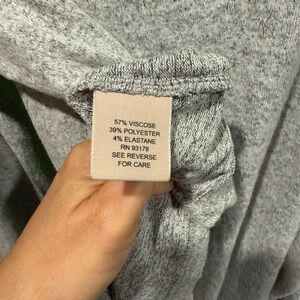 57% VISCOSE
39% POLYESTER
4% ELASTANE
RN 93178
SEE REVERSE
FOR CARE